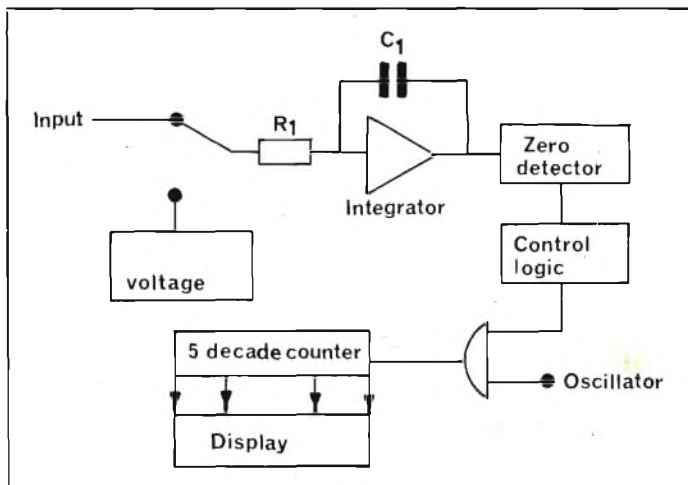 C1
Input
R1
Zero
detector
Integrator
Control
logic
voltage
5 decade counter
Oscillator
Display